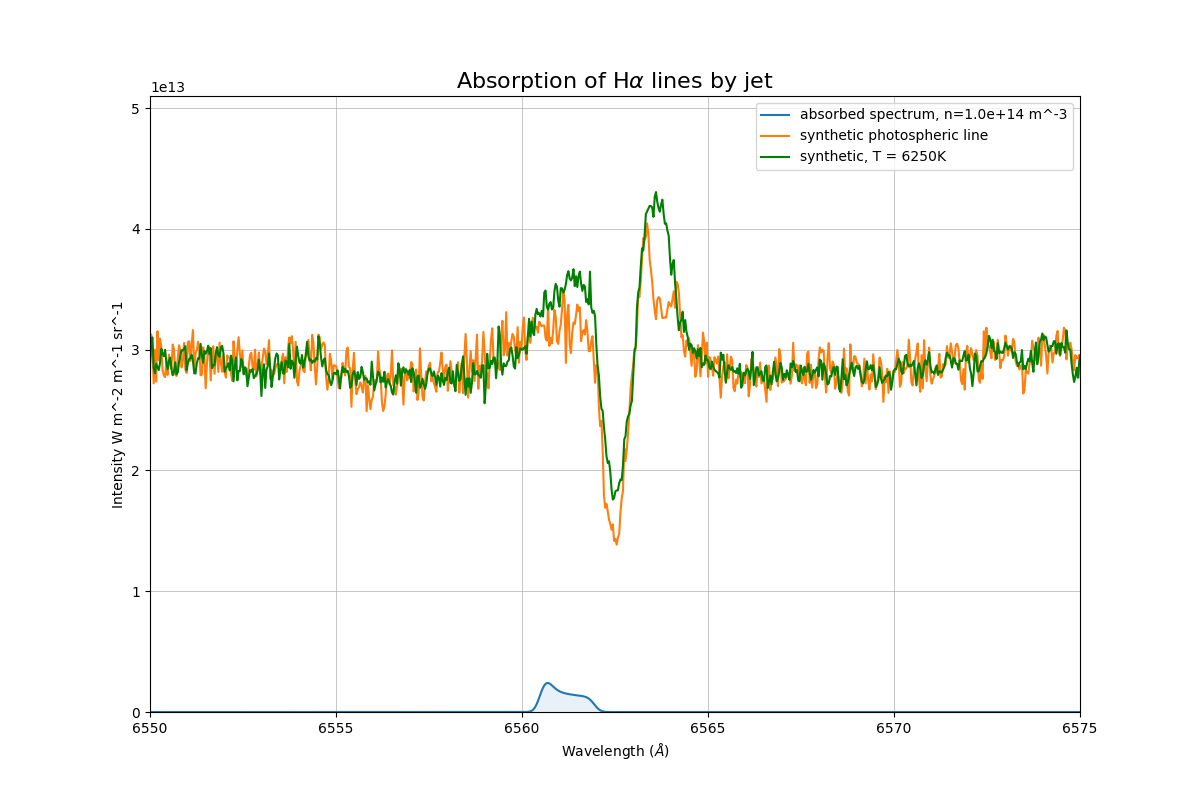 Absorption of Hα lines by jet
1e13
absorbed spectrum, n=1.0e+14 m^-3
synthetic photospheric line
synthetic, T = 6250K
5
4
3
2
1
0
Intensity W m^-2 m^-1 sr^-1
6550 6555 6560 6565 6570 6575
Wavelength (Å)